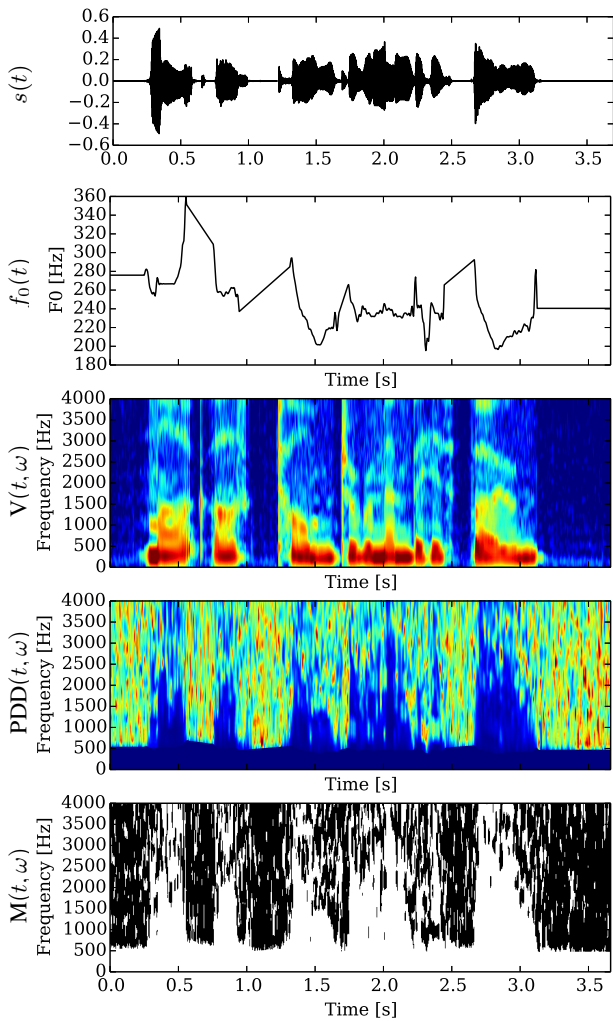 0.6
0.4
0.2
0.0
−0.2
−0.4
−0.6
s(t)
0.0 0.5 1.0 1.5 2.0 2.5 3.0 3.5
360
340
320
300
280
260
240
220
200
180
f₀(t)
F0 [Hz]
Time [s]
4000
3500
3000
2500
2000
1500
1000
500
0
V(t, ω)
Frequency [Hz]
Time [s]
4000
3500
3000
2500
2000
1500
1000
500
0
PDD(t, ω)
Frequency [Hz]
Time [s]
4000
3500
3000
2500
2000
1500
1000
500
0
M(t, ω)
Frequency [Hz]
0.0 0.5 1.0 1.5 2.0 2.5 3.0 3.5
Time [s]